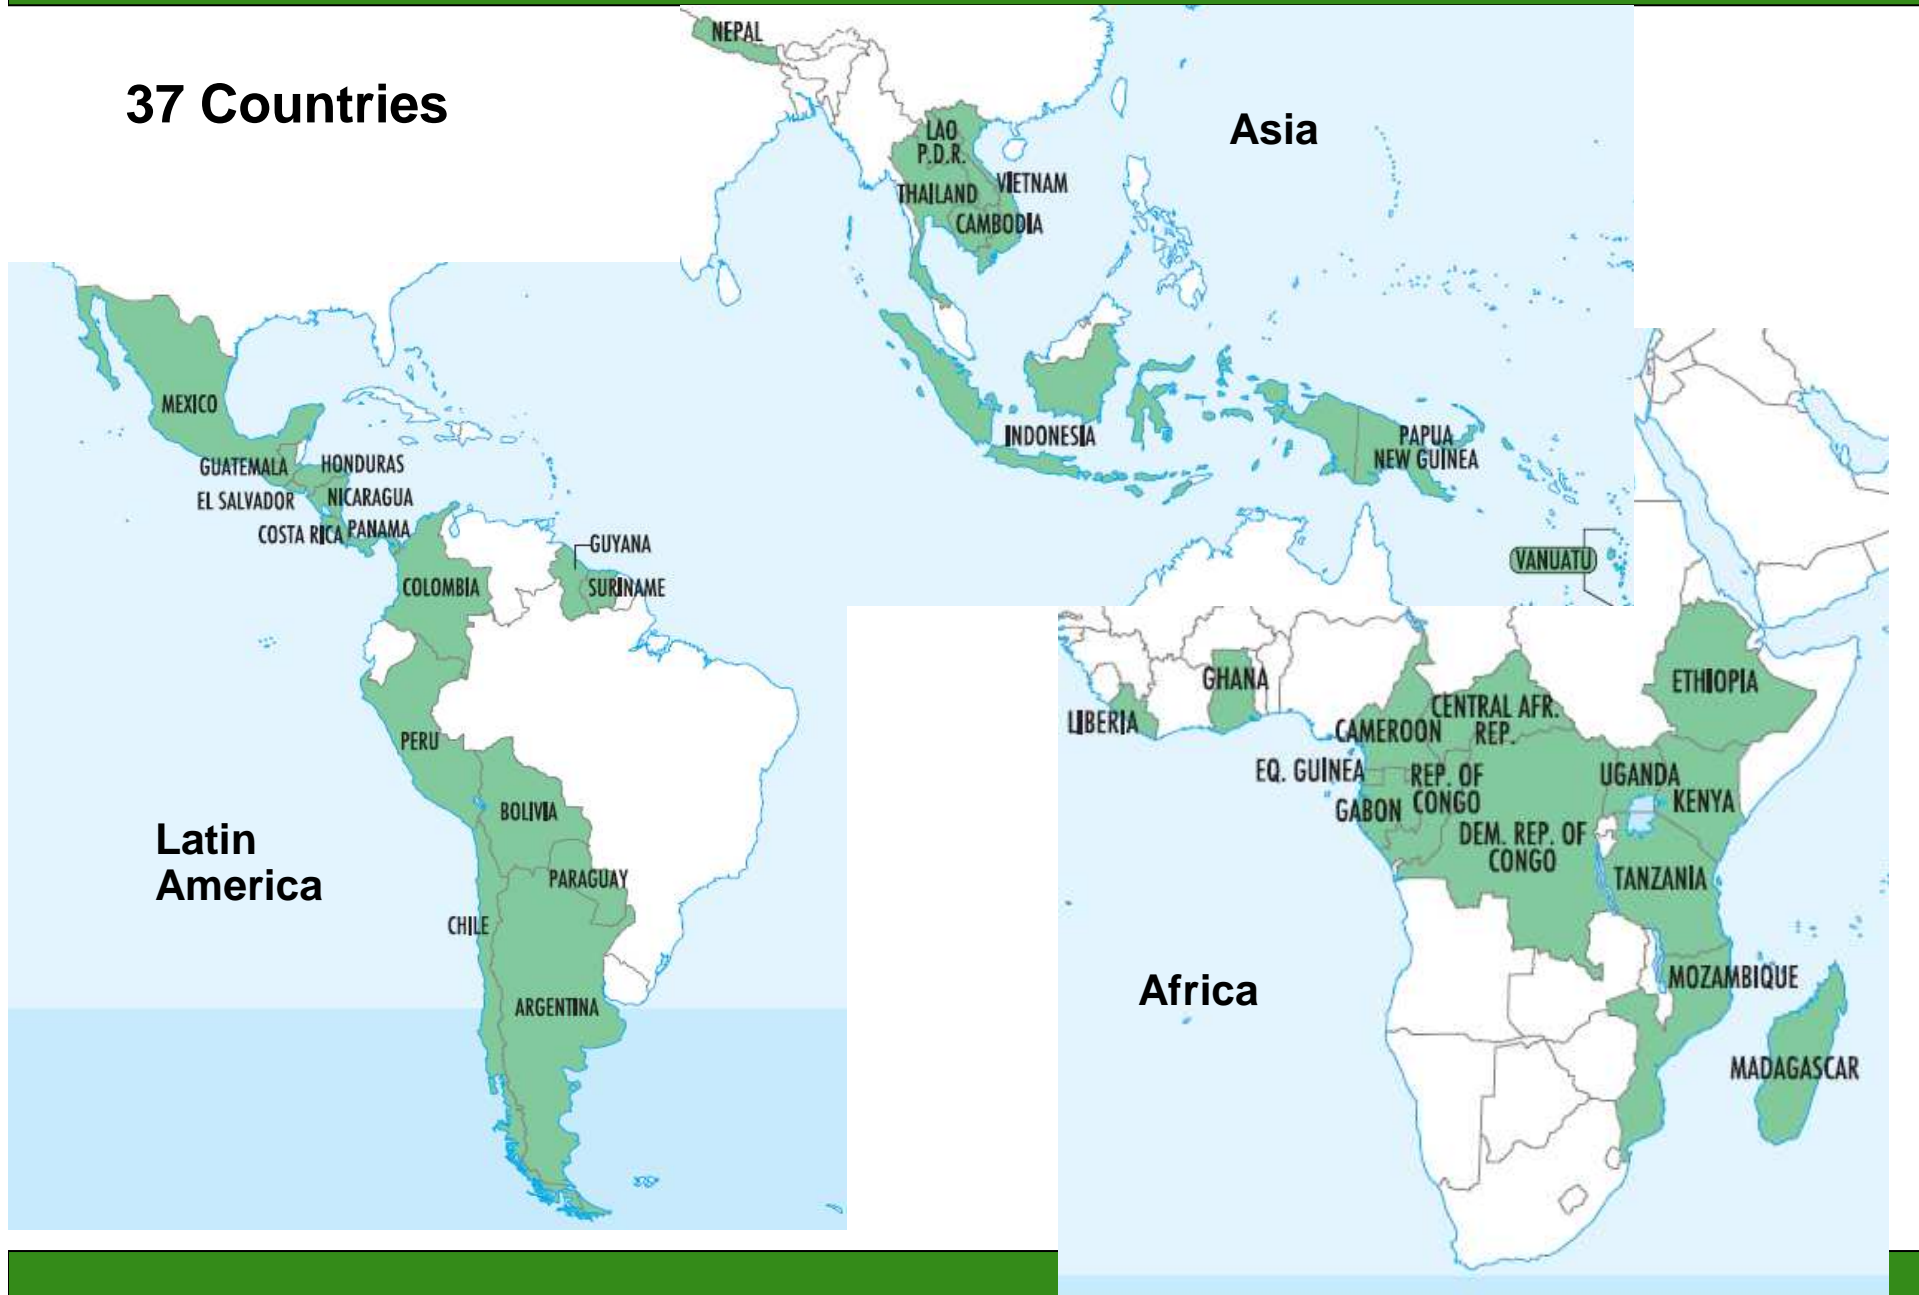 37 Countries
NEPAL
Asia
LAO
P.D.R.
THAILAND
VIETNAM
CAMBODIA
INDONESIA
PAPUA
NEW GUINEA
VANUATU
MEXICO
GUATEMALA
HONDURAS
EL SALVADOR
NICARAGUA
COSTA RICA
PANAMA
GUYANA
COLOMBIA
SURINAME
PERU
BOLIVIA
Latin
America
PARAGUAY
CHILE
ARGENTINA
GHANA
LIBERIA
ETHIOPIA
CENTRAL AFR.
REP.
CAMEROON
EQ. GUINEA
REP. OF
CONGO
GABON
UGANDA
KENYA
DEM. REP. OF
CONGO
TANZANIA
Africa
MOZAMBIQUE
MADAGASCAR